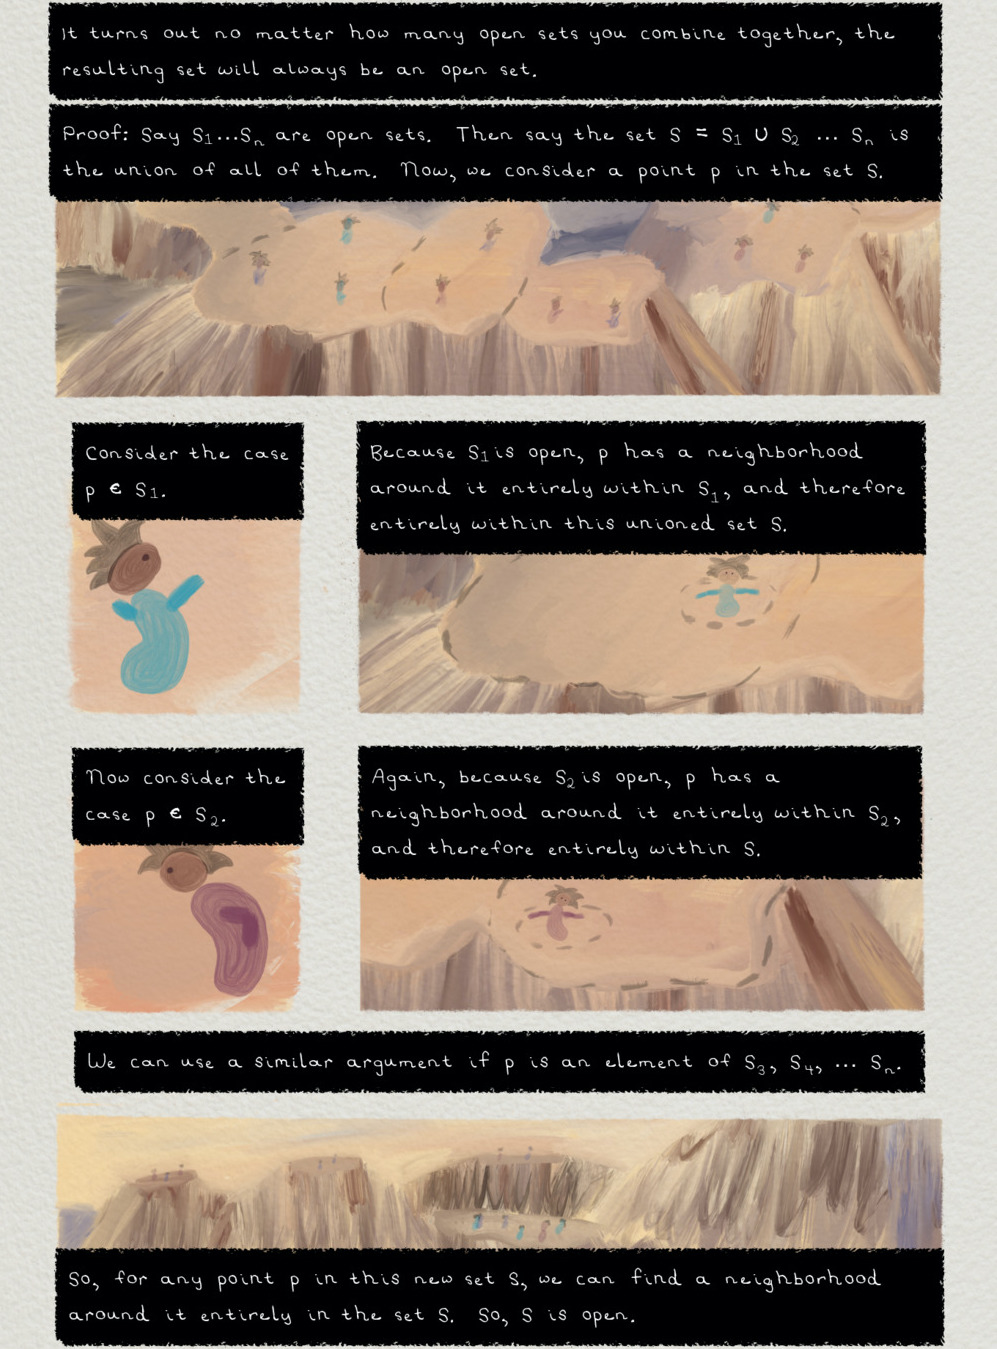 It turns out no matter how many open sets you combine together, the
resulting set will always be an open set.
Proof: Say S₁...Sₙ are open sets. Then say the set S = S₁ ∪ S₂ ... Sₙ is
the union of all of them. Now, we consider a point p in the set S.
Consider the case
p ∈ S₁.
Because S₁ is open, p has a neighborhood
around it entirely within S₁, and therefore
entirely within this unioned set S.
Now consider the
case p ∈ S₂.
Again, because S₂ is open, p has a
neighborhood around it entirely within S₂,
and therefore entirely within S.
We can use a similar argument if p is an element of S₃, S₄, ... Sₙ.
So, for any point p in this new set S, we can find a neighborhood
around it entirely in the set S. So, S is open.